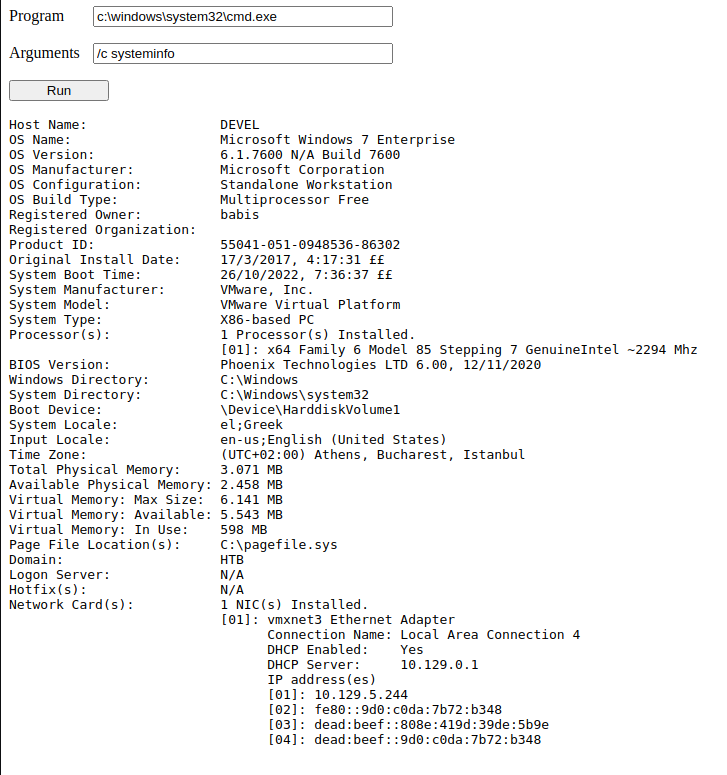 Program c:\windows\system32\cmd.exe
Arguments /c systeminfo
Run
Host Name: DEVEL
OS Name: Microsoft Windows 7 Enterprise
OS Version: 6.1.7600 N/A Build 7600
OS Manufacturer: Microsoft Corporation
OS Configuration: Standalone Workstation
OS Build Type: Multiprocessor Free
Registered Owner: babis
Registered Organization:
Product ID: 55041-051-0948536-86302
Original Install Date: 17/3/2017, 4:17:31 ££
System Boot Time: 26/10/2022, 7:36:37 ££
System Manufacturer: VMware, Inc.
System Model: VMware Virtual Platform
System Type: X86-based PC
Processor(s): 1 Processor(s) Installed.
[01]: x64 Family 6 Model 85 Stepping 7 GenuineIntel ~2294 Mhz
BIOS Version: Phoenix Technologies LTD 6.00, 12/11/2020
Windows Directory: C:\Windows
System Directory: C:\Windows\system32
Boot Device: \Device\HarddiskVolume1
System Locale: el;Greek
Input Locale: en-us;English (United States)
Time Zone: (UTC+02:00) Athens, Bucharest, Istanbul
Total Physical Memory: 3.071 MB
Available Physical Memory: 2.458 MB
Virtual Memory: Max Size: 6.141 MB
Virtual Memory: Available: 5.543 MB
Virtual Memory: In Use: 598 MB
Page File Location(s): C:\pagefile.sys
Domain: HTB
Logon Server: N/A
Hotfix(s): N/A
Network Card(s): 1 NIC(s) Installed.
[01]: vmxnet3 Ethernet Adapter
Connection Name: Local Area Connection 4
DHCP Enabled: Yes
DHCP Server: 10.129.0.1
IP address(es)
[01]: 10.129.5.244
[02]: fe80::9d0:c0da:7b72:b348
[03]: dead:beef::808e:419d:39de:5b9e
[04]: dead:beef::9d0:c0da:7b72:b348